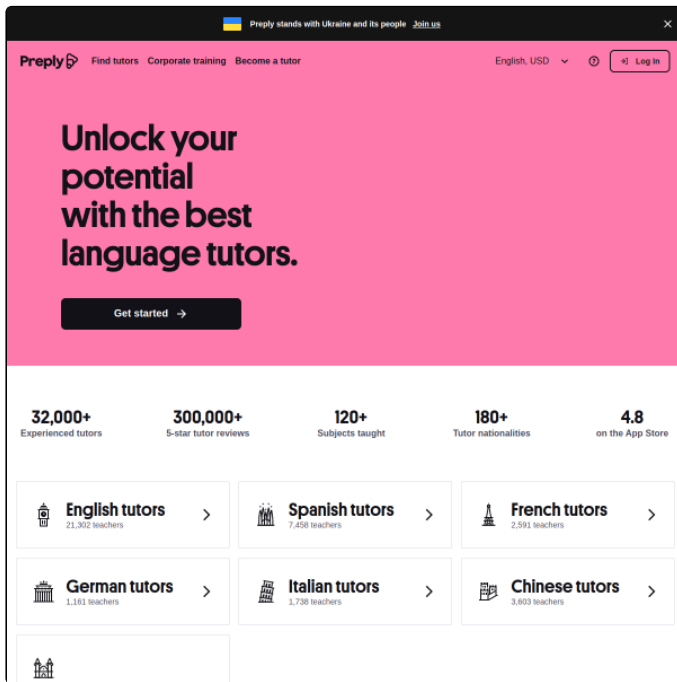 Preply stands with Ukraine and its people Join us
Preply Find tutors Corporate training Become a tutor English, USD Log In
Unlock your
potential
with the best
language tutors.
Get started
32,000+ 300,000+ 120+ 180+ 4.8
Experienced tutors 5-star tutor reviews Subjects taught Tutor nationalities on the App Store
English tutors Spanish tutors French tutors
21,302 teachers 7,458 teachers 2,591 teachers
German tutors Italian tutors Chinese tutors
1,161 teachers 1,738 teachers 3,603 teachers